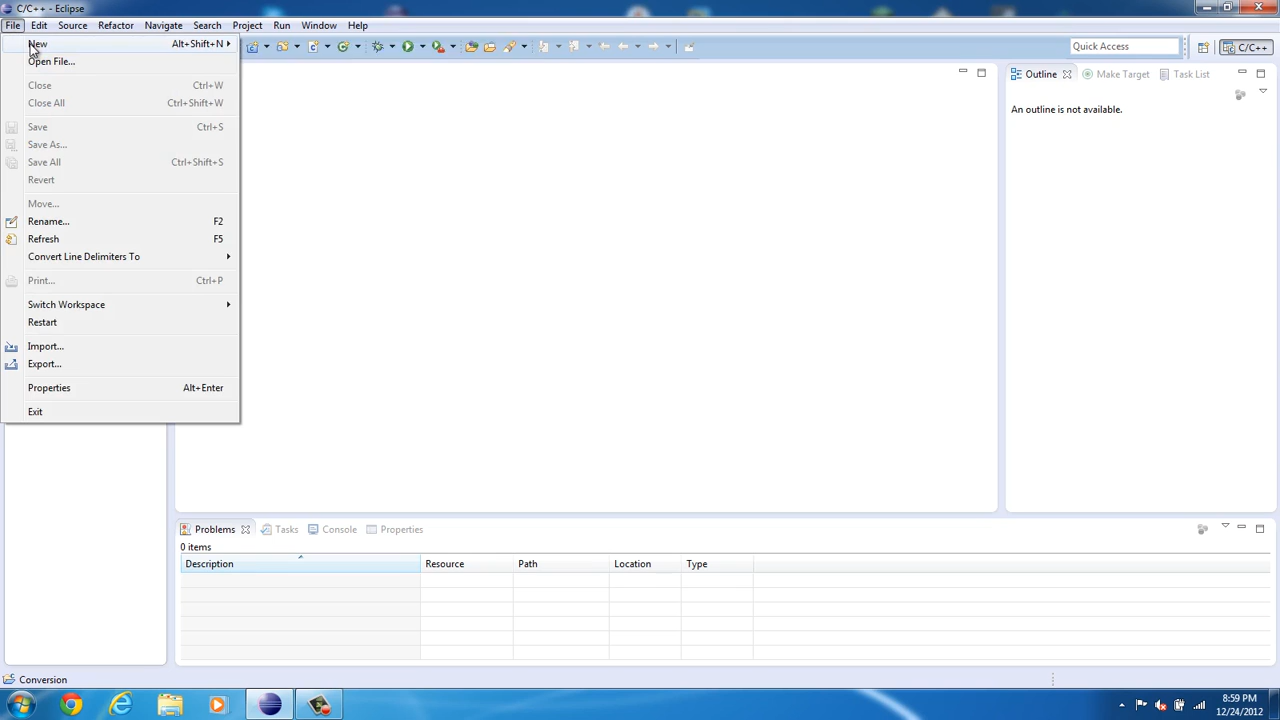 C/C++ - Eclipse
File Edit Source Refactor Navigate Search Project Run Window Help
New Alt+Shift+N
Open File...
Close Ctrl+W
Close All Ctrl+Shift+W
Save Ctrl+S
Save As...
Save All Ctrl+Shift+S
Revert
Move...
Rename... F2
Refresh F5
Convert Line Delimiters To
Print... Ctrl+P
Switch Workspace
Restart
Import...
Export...
Properties Alt+Enter
Exit
Quick Access C/C++
Outline Make Target Task List
An outline is not available.
Problems Tasks Console Properties
0 items
Description Resource Path Location Type
Conversion
8:59 PM
12/24/2012